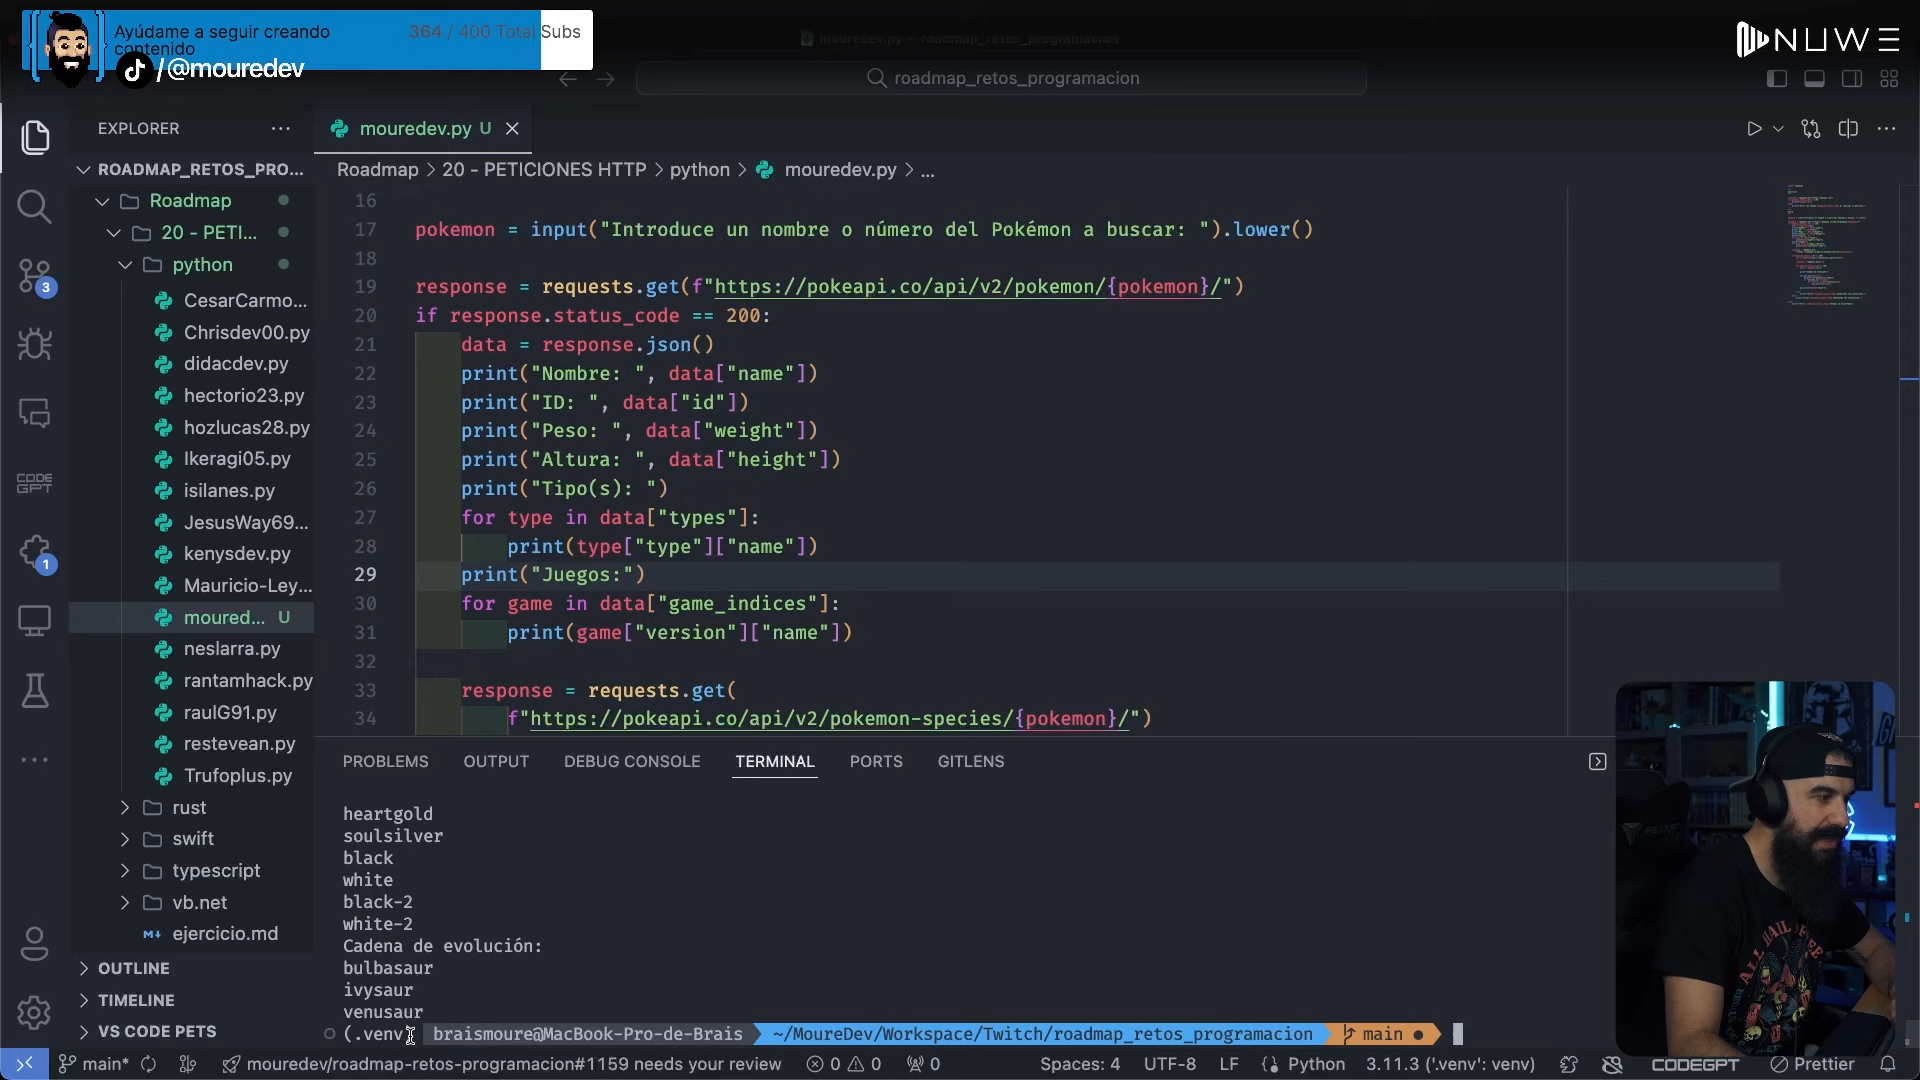 Ayúdame a seguir creando
contenido
364 / 400 Total Subs
/@mouredev
NUWE
mouredev.py — roadmap_retos_programacion
roadmap_retos_programacion
EXPLORER
mouredev.py U
ROADMAP_RETOS_PRO...
Roadmap > 20 - PETICIONES HTTP > python > mouredev.py > ...
Roadmap
20 - PETI...
python
CesarCarmo...
Chrisdev00.py
didacdev.py
hectorio23.py
hozlucas28.py
Ikeragi05.py
isilanes.py
JesusWay69...
kenysdev.py
Mauricio-Ley...
moured... U
neslarra.py
rantamhack.py
raulG91.py
restevean.py
Trufoplus.py
rust
swift
typescript
vb.net
ejercicio.md
OUTLINE
TIMELINE
VS CODE PETS
3
CODE
GPT
1
16
17 pokemon = input("Introduce un nombre o número del Pokémon a buscar: ").lower()
18
19 response = requests.get(f"https://pokeapi.co/api/v2/pokemon/{pokemon}/")
20 if response.status_code == 200:
21 data = response.json()
22 print("Nombre: ", data["name"])
23 print("ID: ", data["id"])
24 print("Peso: ", data["weight"])
25 print("Altura: ", data["height"])
26 print("Tipo(s): ")
27 for type in data["types"]:
28 print(type["type"]["name"])
29 print("Juegos:")
30 for game in data["game_indices"]:
31 print(game["version"]["name"])
32
33 response = requests.get(
34 f"https://pokeapi.co/api/v2/pokemon-species/{pokemon}/")
PROBLEMS OUTPUT DEBUG CONSOLE TERMINAL PORTS GITLENS
heartgold
soulsilver
black
white
black-2
white-2
Cadena de evolución:
bulbasaur
ivysaur
venusaur
(.venv) braismoure@MacBook-Pro-de-Brais ~/MoureDev/Workspace/Twitch/roadmap_retos_programacion main ●
main* mouredev/roadmap-retos-programacion#1159 needs your review 0 0 0 Spaces: 4 UTF-8 LF Python 3.11.3 ('.venv': venv) CODEGPT Prettier